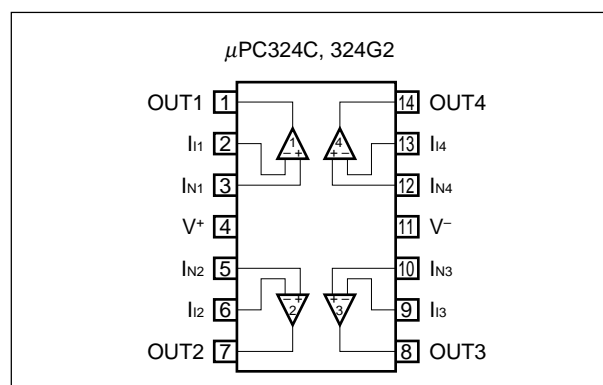 μPC324C, 324G2
OUT1 1 14 OUT4
II1 2 1 4 13 II4
− + + −
IN1 3 12 IN4
V+ 4 11 V−
IN2 5 10 IN3
− + + −
II2 6 2 3 9 II3
OUT2 7 8 OUT3